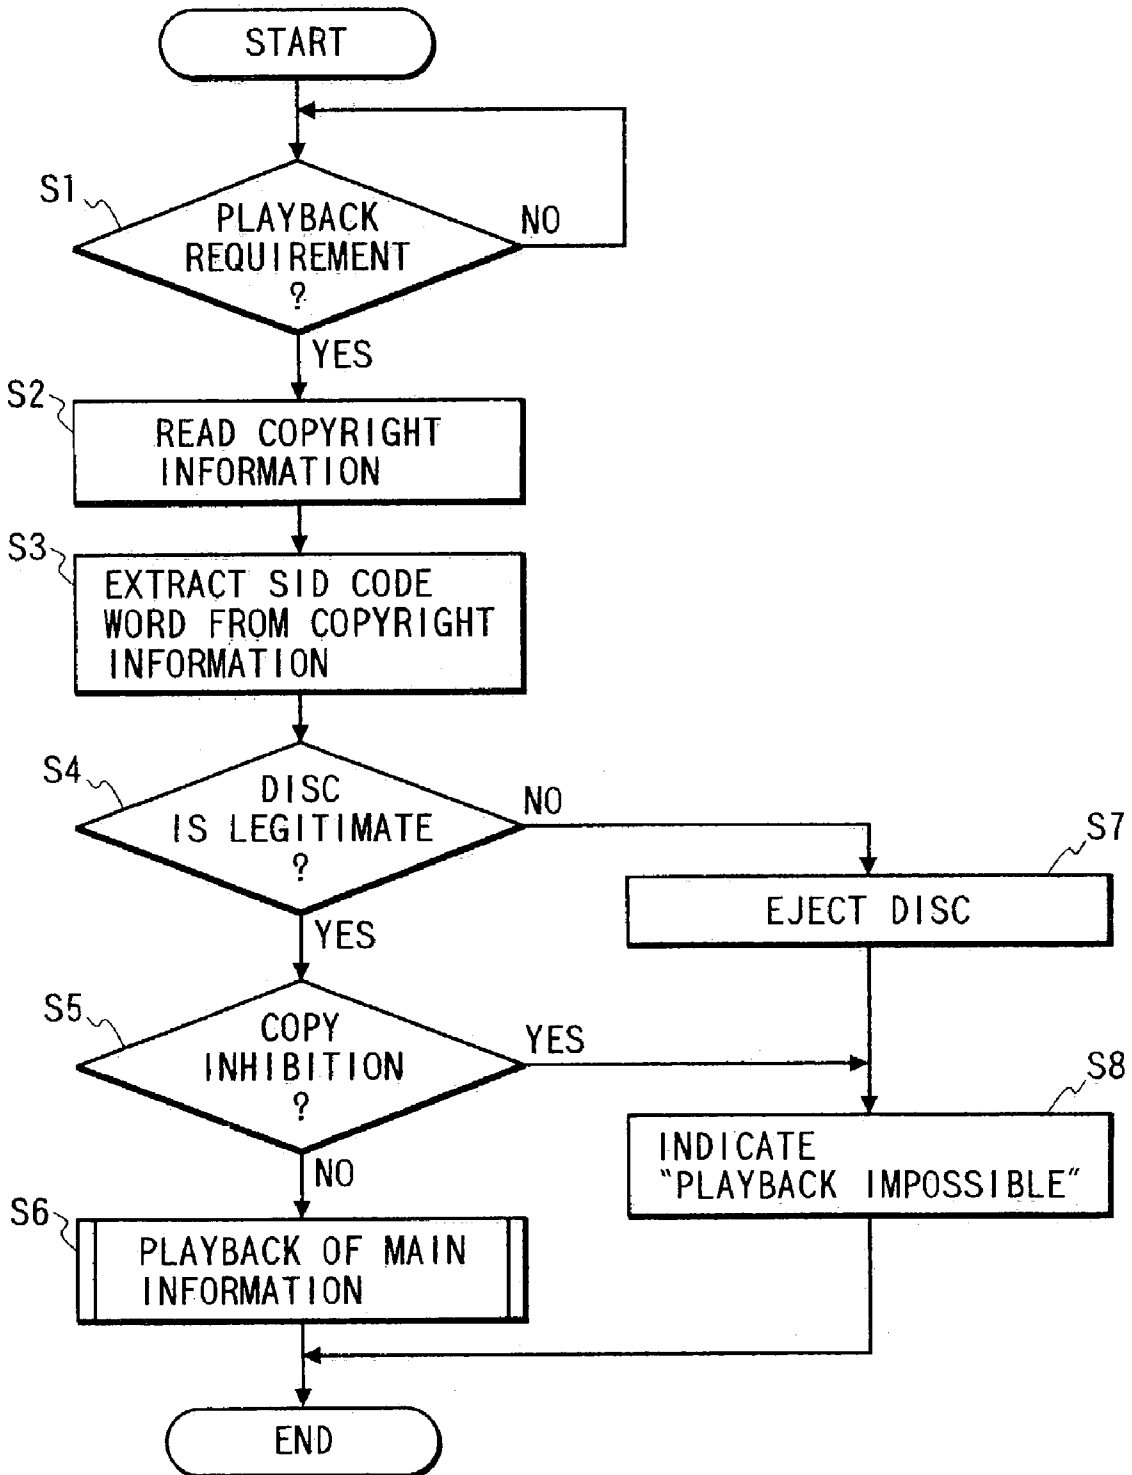 START
S1
PLAYBACK
REQUIREMENT
?
NO
YES
S2
READ COPYRIGHT
INFORMATION
S3
EXTRACT SID CODE
WORD FROM COPYRIGHT
INFORMATION
S4
DISC
IS LEGITIMATE
?
NO
YES
S7
EJECT DISC
S5
COPY
INHIBITION
?
YES
NO
S8
INDICATE
"PLAYBACK IMPOSSIBLE"
S6
PLAYBACK OF MAIN
INFORMATION
END